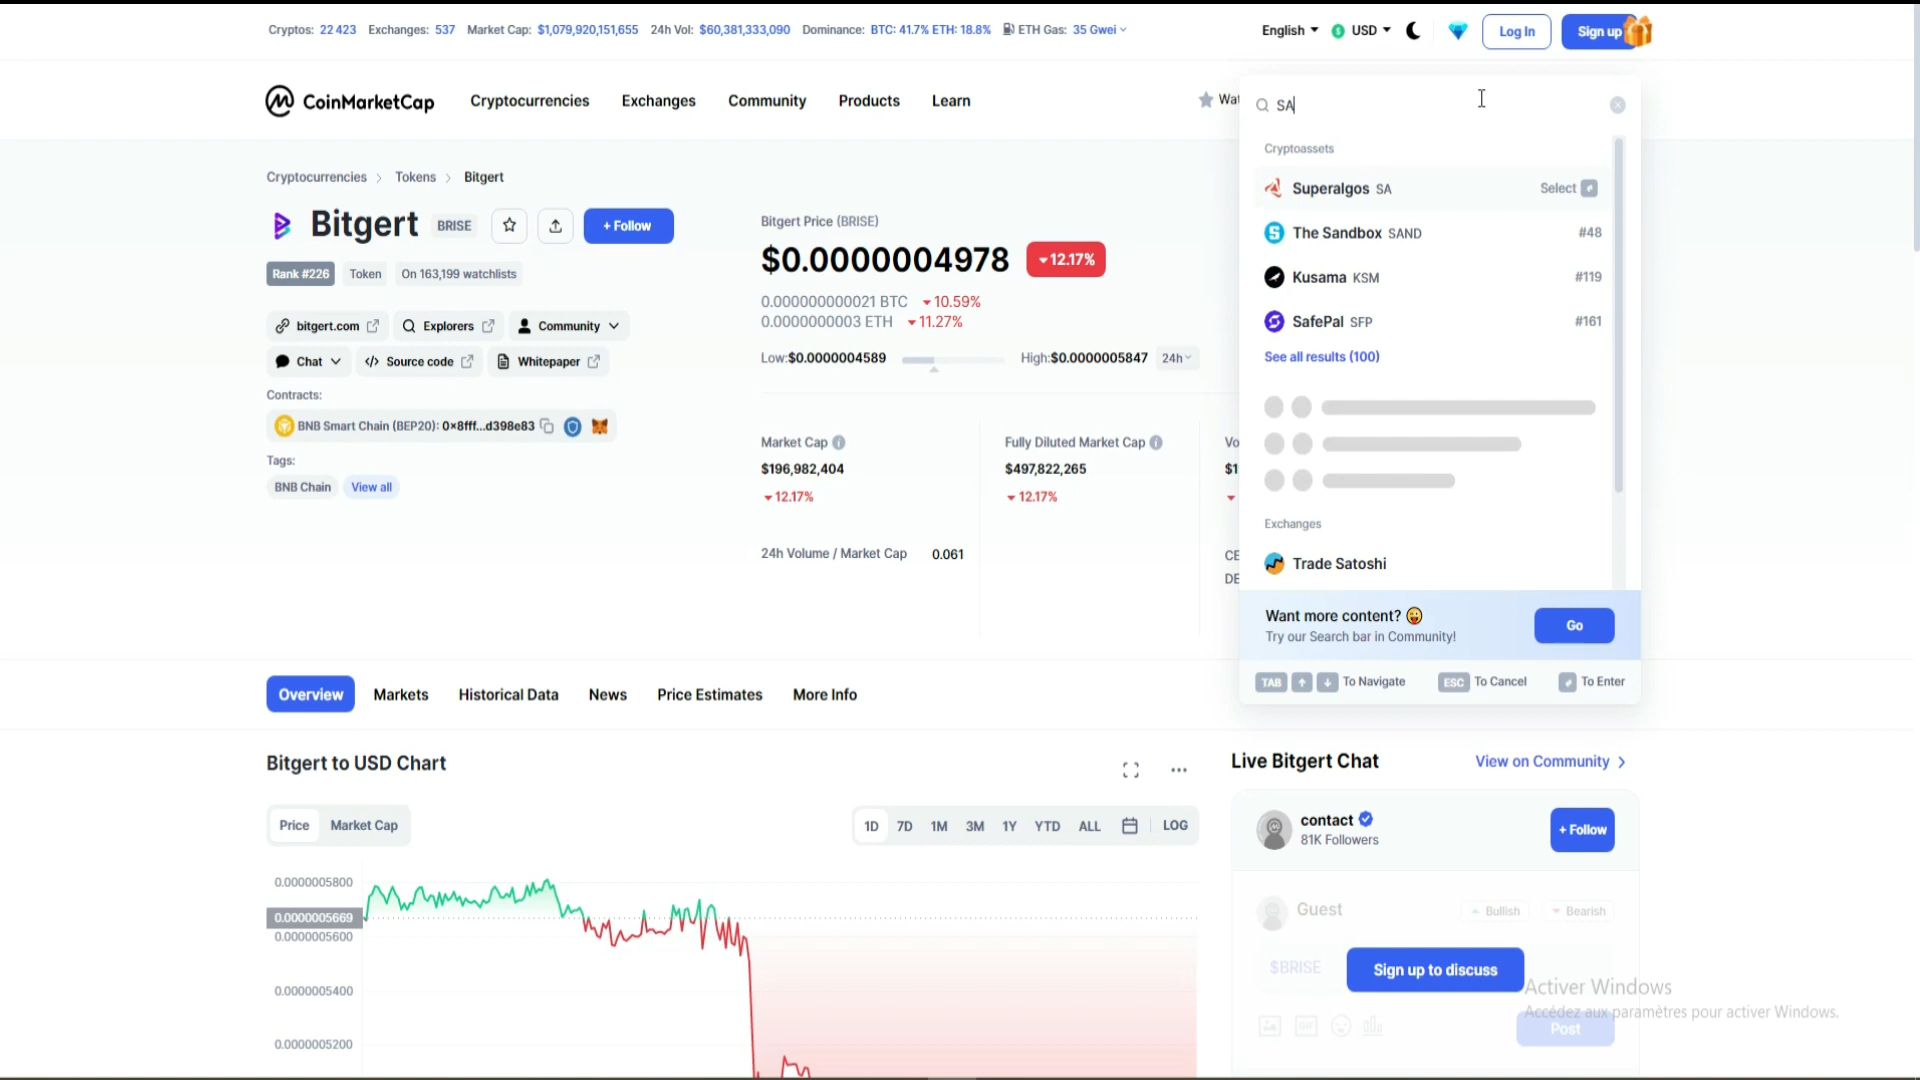 Cryptos: 22 423 Exchanges: 537 Market Cap: $1,079,920,151,655 24h Vol: $60,381,333,090 Dominance: BTC: 41.7% ETH: 18.8% ETH Gas: 35 Gwei
English USD Log In Sign up
CoinMarketCap Cryptocurrencies Exchanges Community Products Learn
Wat
SA
Cryptoassets
Superalgos SA Select
The Sandbox SAND #48
Kusama KSM #119
SafePal SFP #161
See all results (100)
Exchanges
Trade Satoshi
Want more content?
Try our Search bar in Community!
Go
TAB To Navigate ESC To Cancel To Enter
Cryptocurrencies Tokens Bitgert
Bitgert BRISE + Follow
Rank #226 Token On 163,199 watchlists
bitgert.com Explorers Community
Chat Source code Whitepaper
Contracts:
BNB Smart Chain (BEP20): 0x8fff...d398e83
Tags:
BNB Chain View all
Bitgert Price (BRISE)
$0.0000004978 12.17%
0.000000000021 BTC 10.59%
0.0000000003 ETH 11.27%
Low:$0.0000004589 High:$0.0000005847 24h
Market Cap Fully Diluted Market Cap Vo
$196,982,404 $497,822,265 $1
12.17% 12.17%
24h Volume / Market Cap 0.061
CE
DE
Overview Markets Historical Data News Price Estimates More Info
Bitgert to USD Chart
Price Market Cap 1D 7D 1M 3M 1Y YTD ALL LOG
0.0000005800
0.0000005669
0.0000005600
0.0000005400
0.0000005200
Live Bitgert Chat View on Community
contact
81K Followers
+ Follow
Guest Bullish Bearish
$BRISE
Sign up to discuss
Activer Windows
Accédez aux paramètres pour activer Windows.
Post